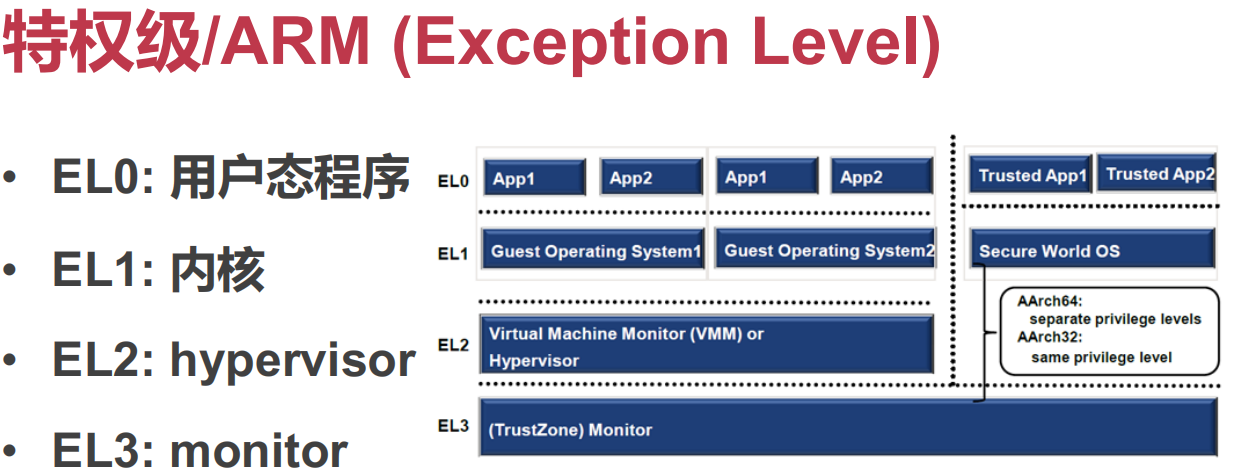 特权级/ARM (Exception Level)
• EL0: 用户态程序
• EL1: 内核
• EL2: hypervisor
• EL3: monitor
EL0
App1
App2
App1
App2
Trusted App1
Trusted App2
EL1
Guest Operating System1
Guest Operating System2
Secure World OS
AArch64:
separate privilege levels
AArch32:
same privilege level
EL2
Virtual Machine Monitor (VMM) or
Hypervisor
EL3
(TrustZone) Monitor